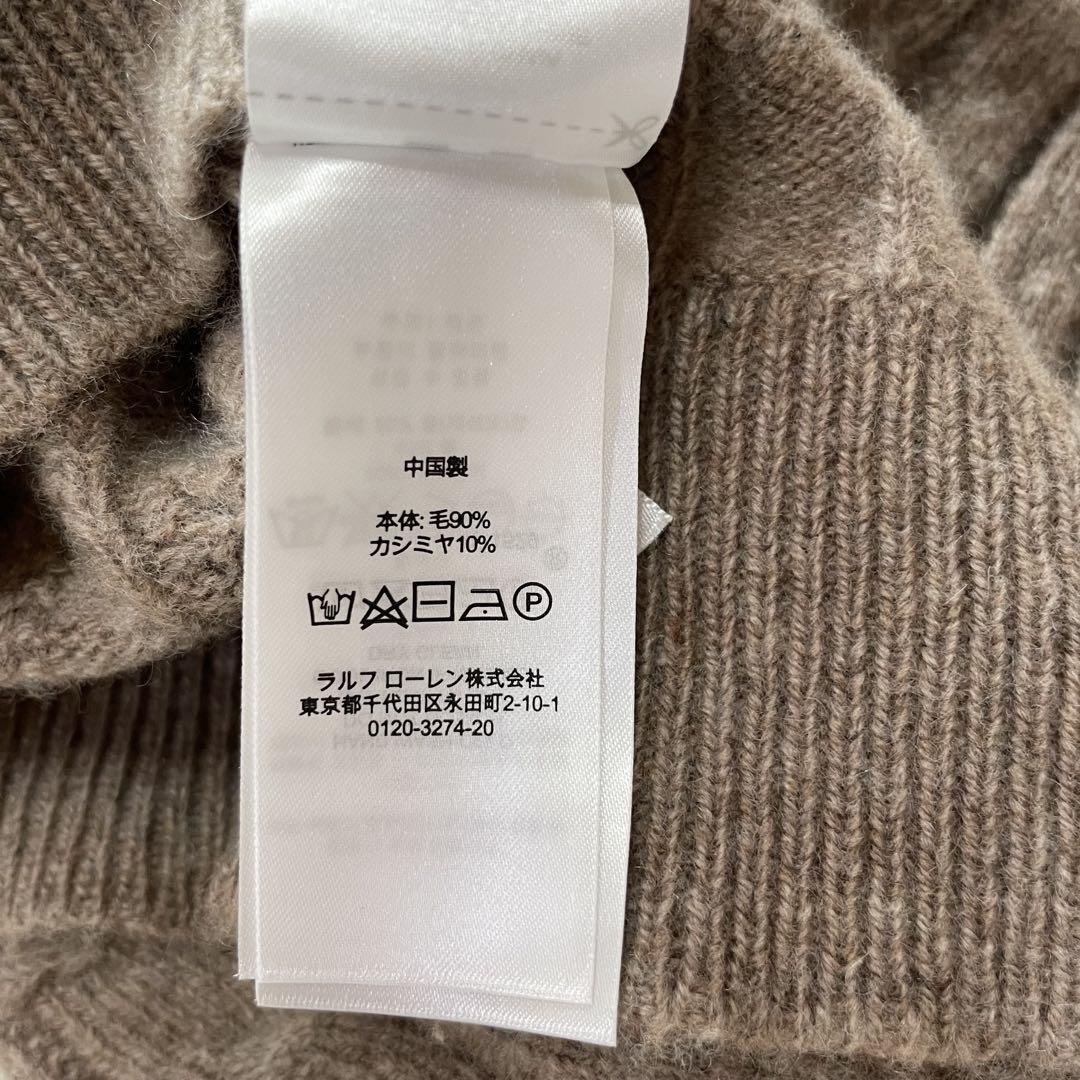 中国製
本体: 毛90%
カシミヤ10%
P
ラルフ ローレン株式会社
東京都千代田区永田町2-10-1
0120-3274-20